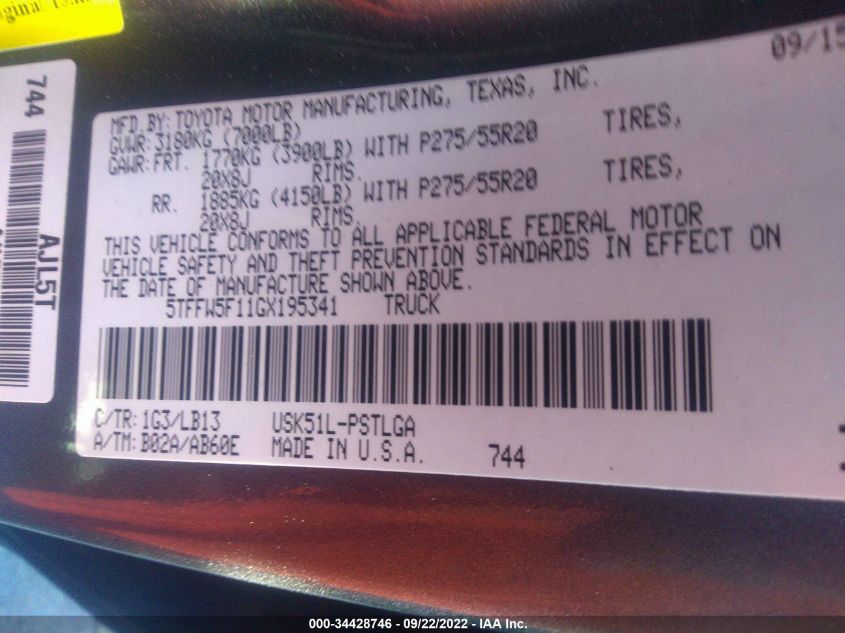 09/15
MFD.BY: TOYOTA MOTOR MANUFACTURING, TEXAS, INC.
GVWR: 3180KG (7000LB)
GAWR: FRT. 1770KG (3900LB) WITH P275/55R20 TIRES,
20X8J RIMS.
RR. 1885KG (4150LB) WITH P275/55R20 TIRES,
20X8J RIMS.
THIS VEHICLE CONFORMS TO ALL APPLICABLE FEDERAL MOTOR
VEHICLE SAFETY AND THEFT PREVENTION STANDARDS IN EFFECT ON
THE DATE OF MANUFACTURE SHOWN ABOVE.
5TFFW5F11GX195341 TRUCK
C/TR: 1G3/LB13 USK51L-PSTLGA
A/TM: B02A/AB60E MADE IN U.S.A. 744
744
AJL5T
000-34428746 - 09/22/2022 - IAA Inc.